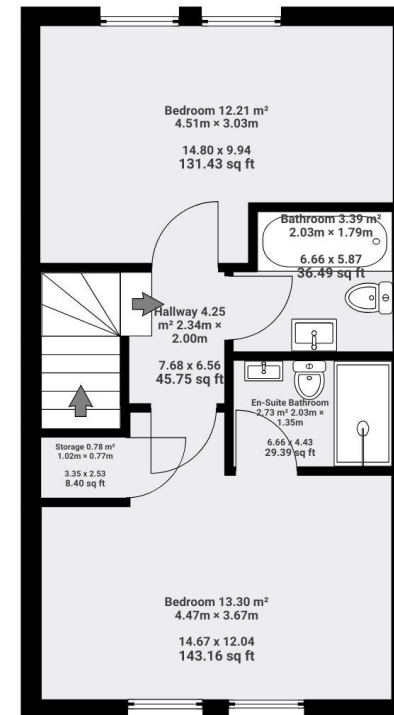 Bedroom 12.21 m²
4.51m × 3.03m
14.80 x 9.94
131.43 sq ft
Bathroom 3.39 m²
2.03m × 1.79m
6.66 x 5.87
36.49 sq ft
Hallway 4.25
m² 2.34m ×
2.00m
7.68 x 6.56
45.75 sq ft
En-Suite Bathroom
2.73 m² 2.03m ×
1.35m
6.66 x 4.43
29.39 sq ft
Storage 0.78 m²
1.02m × 0.77m
3.35 x 2.53
8.40 sq ft
Bedroom 13.30 m²
4.47m × 3.67m
14.67 x 12.04
143.16 sq ft